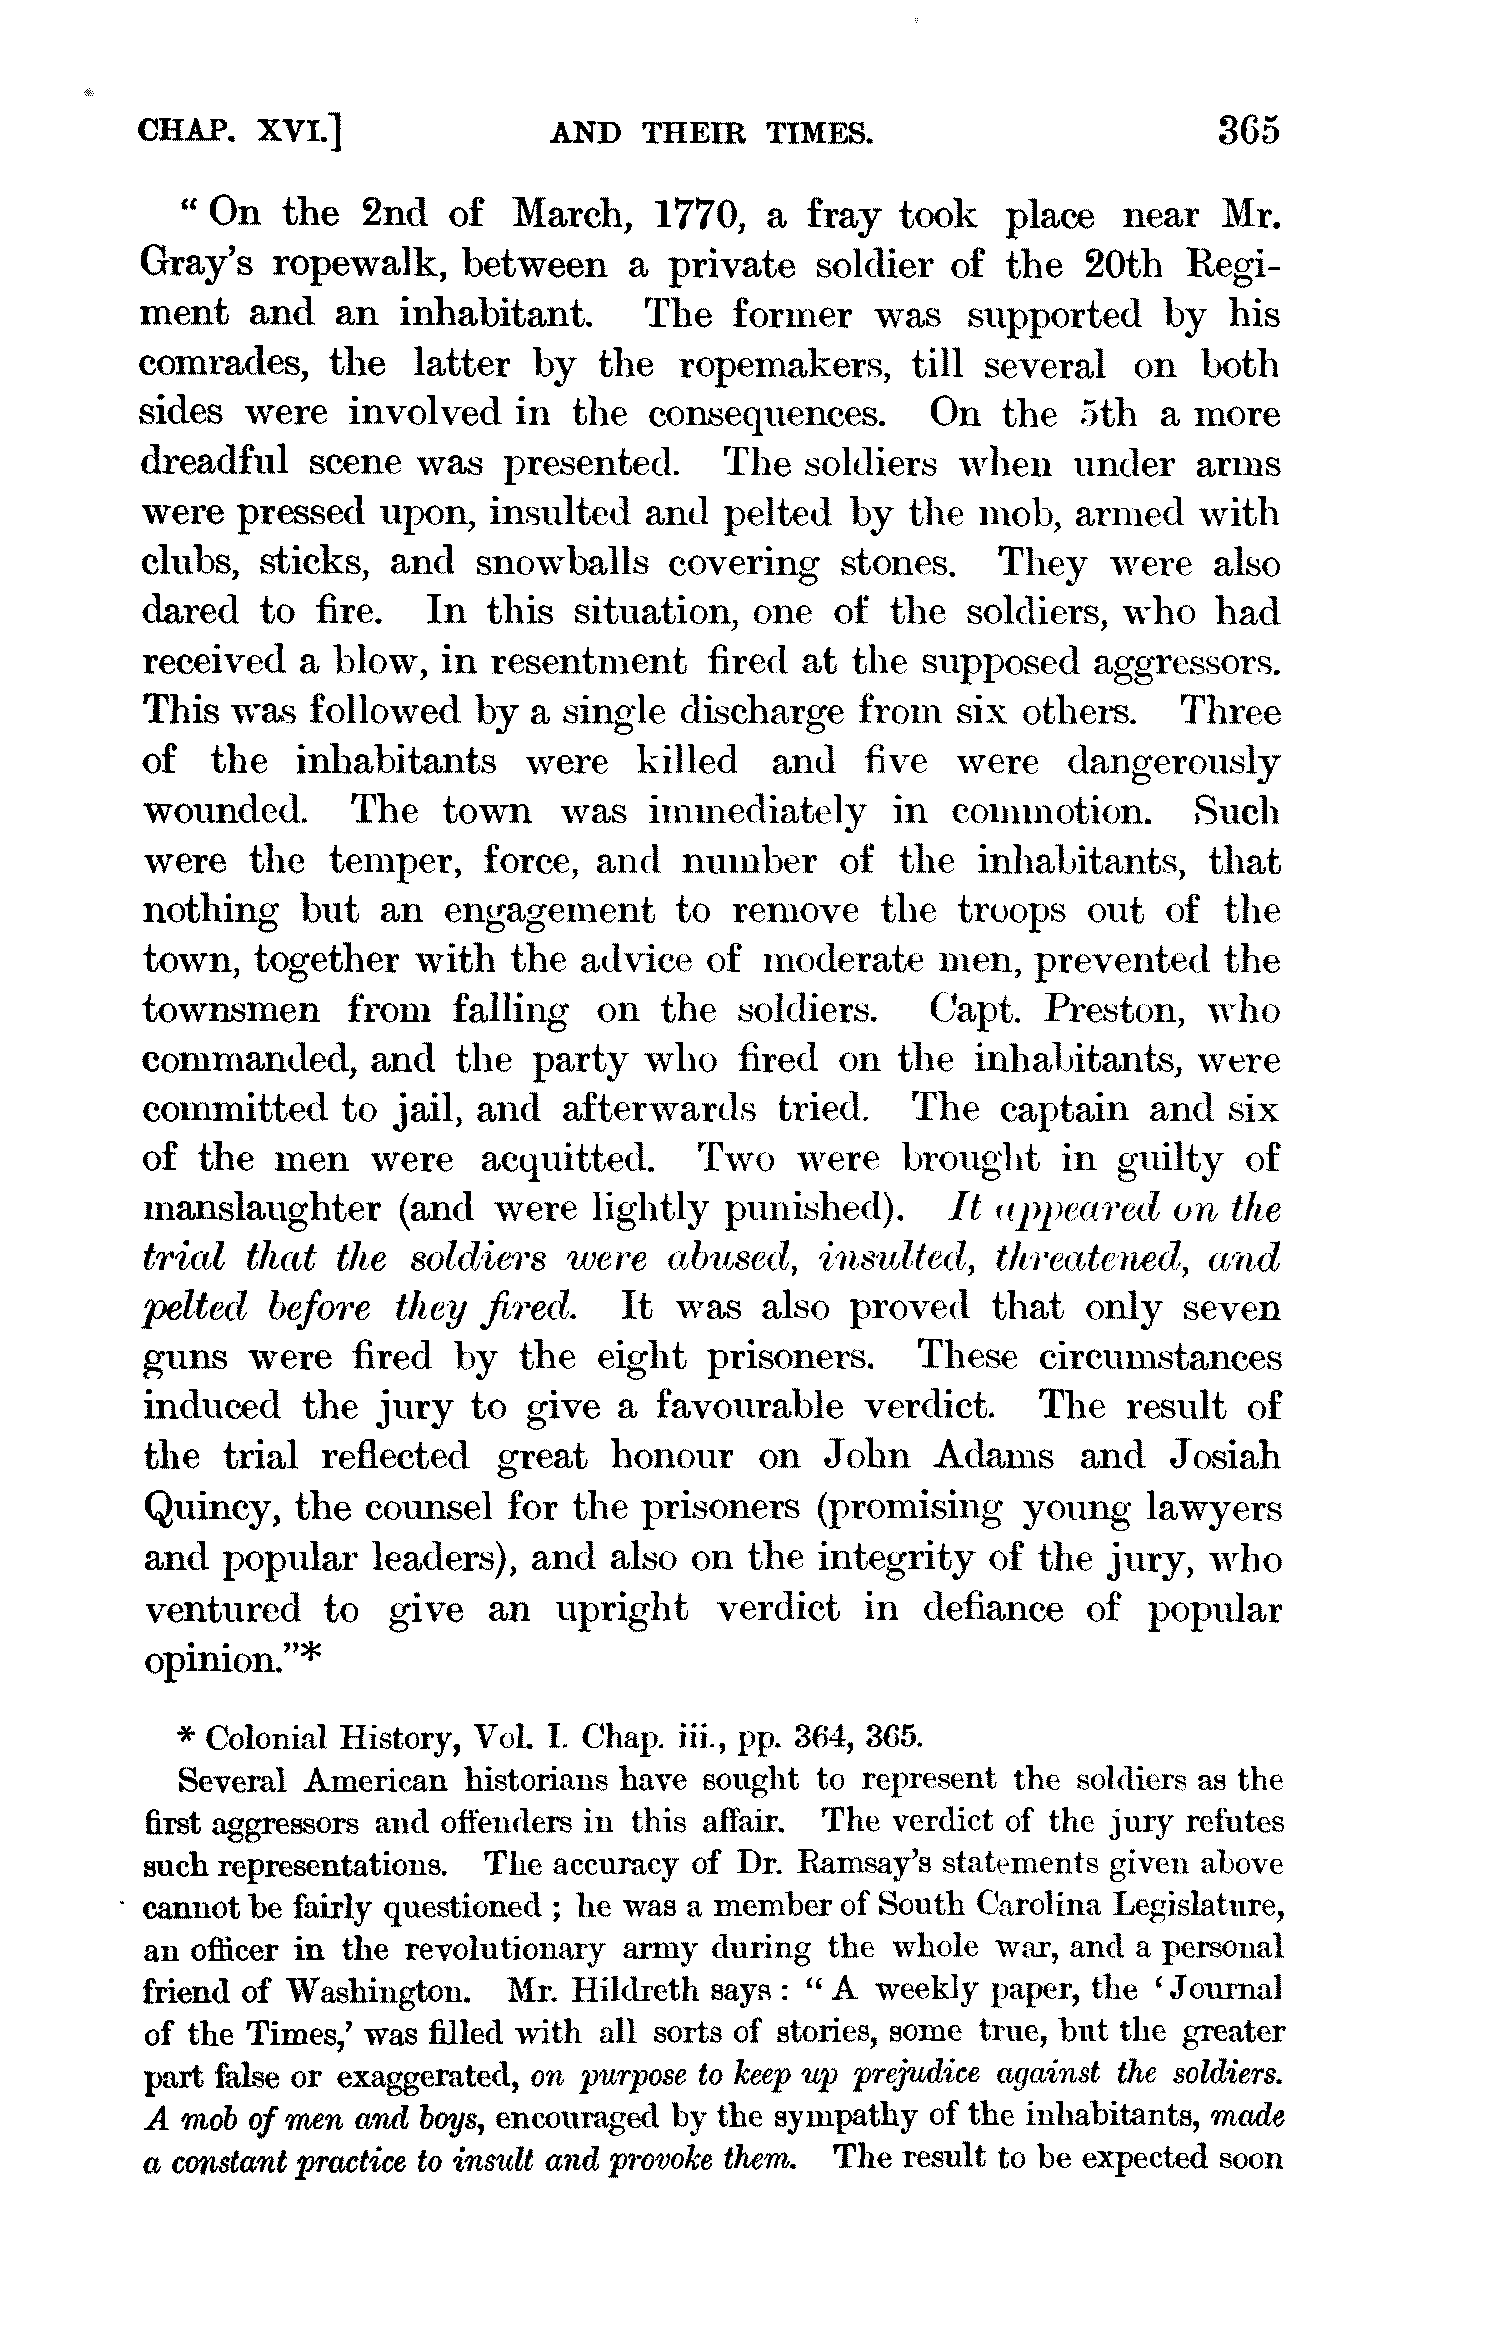 CHAP. XVI.] AND THEIR TIMES. 365
“ On the 2nd of March, 1770, a fray took place near Mr.
Gray’s ropewalk, between a private soldier of the 20th Regi-
ment and an inhabitant. The former was supported by his
comrades, the latter by the ropemakers, till several on both
sides were involved in the consequences. On the 5th a more
dreadful scene was presented. The soldiers when under arms
were pressed upon, insulted and pelted by the mob, armed with
clubs, sticks, and snowballs covering stones. They were also
dared to fire. In this situation, one of the soldiers, who had
received a blow, in resentment fired at the supposed aggressors.
This was followed by a single discharge from six others. Three
of the inhabitants were killed and five were dangerously
wounded. The town was immediately in commotion. Such
were the temper, force, and number of the inhabitants, that
nothing but an engagement to remove the troops out of the
town, together with the advice of moderate men, prevented the
townsmen from falling on the soldiers. Capt. Preston, who
commanded, and the party who fired on the inhabitants, were
committed to jail, and afterwards tried. The captain and six
of the men were acquitted. Two were brought in guilty of
manslaughter (and were lightly punished). It appeared on the
trial that the soldiers were abused, insulted, threatened, and
pelted before they fired. It was also proved that only seven
guns were fired by the eight prisoners. These circumstances
induced the jury to give a favourable verdict. The result of
the trial reflected great honour on John Adams and Josiah
Quincy, the counsel for the prisoners (promising young lawyers
and popular leaders), and also on the integrity of the jury, who
ventured to give an upright verdict in defiance of popular
opinion.”*
* Colonial History, Vol. I. Chap. iii., pp. 364, 365.
Several American historians have sought to represent the soldiers as the
first aggressors and offenders in this affair. The verdict of the jury refutes
such representations. The accuracy of Dr. Ramsay’s statements given above
cannot be fairly questioned ; he was a member of South Carolina Legislature,
an officer in the revolutionary army during the whole war, and a personal
friend of Washington. Mr. Hildreth says : “ A weekly paper, the ‘Journal
of the Times,’ was filled with all sorts of stories, some true, but the greater
part false or exaggerated, on purpose to keep up prejudice against the soldiers.
A mob of men and boys, encouraged by the sympathy of the inhabitants, made
a constant practice to insult and provoke them. The result to be expected soon